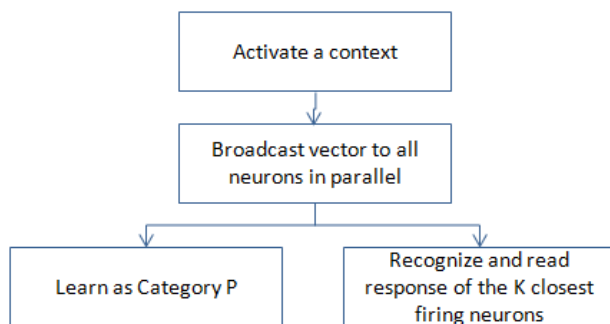 Activate a context
Broadcast vector to all
neurons in parallel
Learn as Category P
Recognize and read
response of the K closest
firing neurons